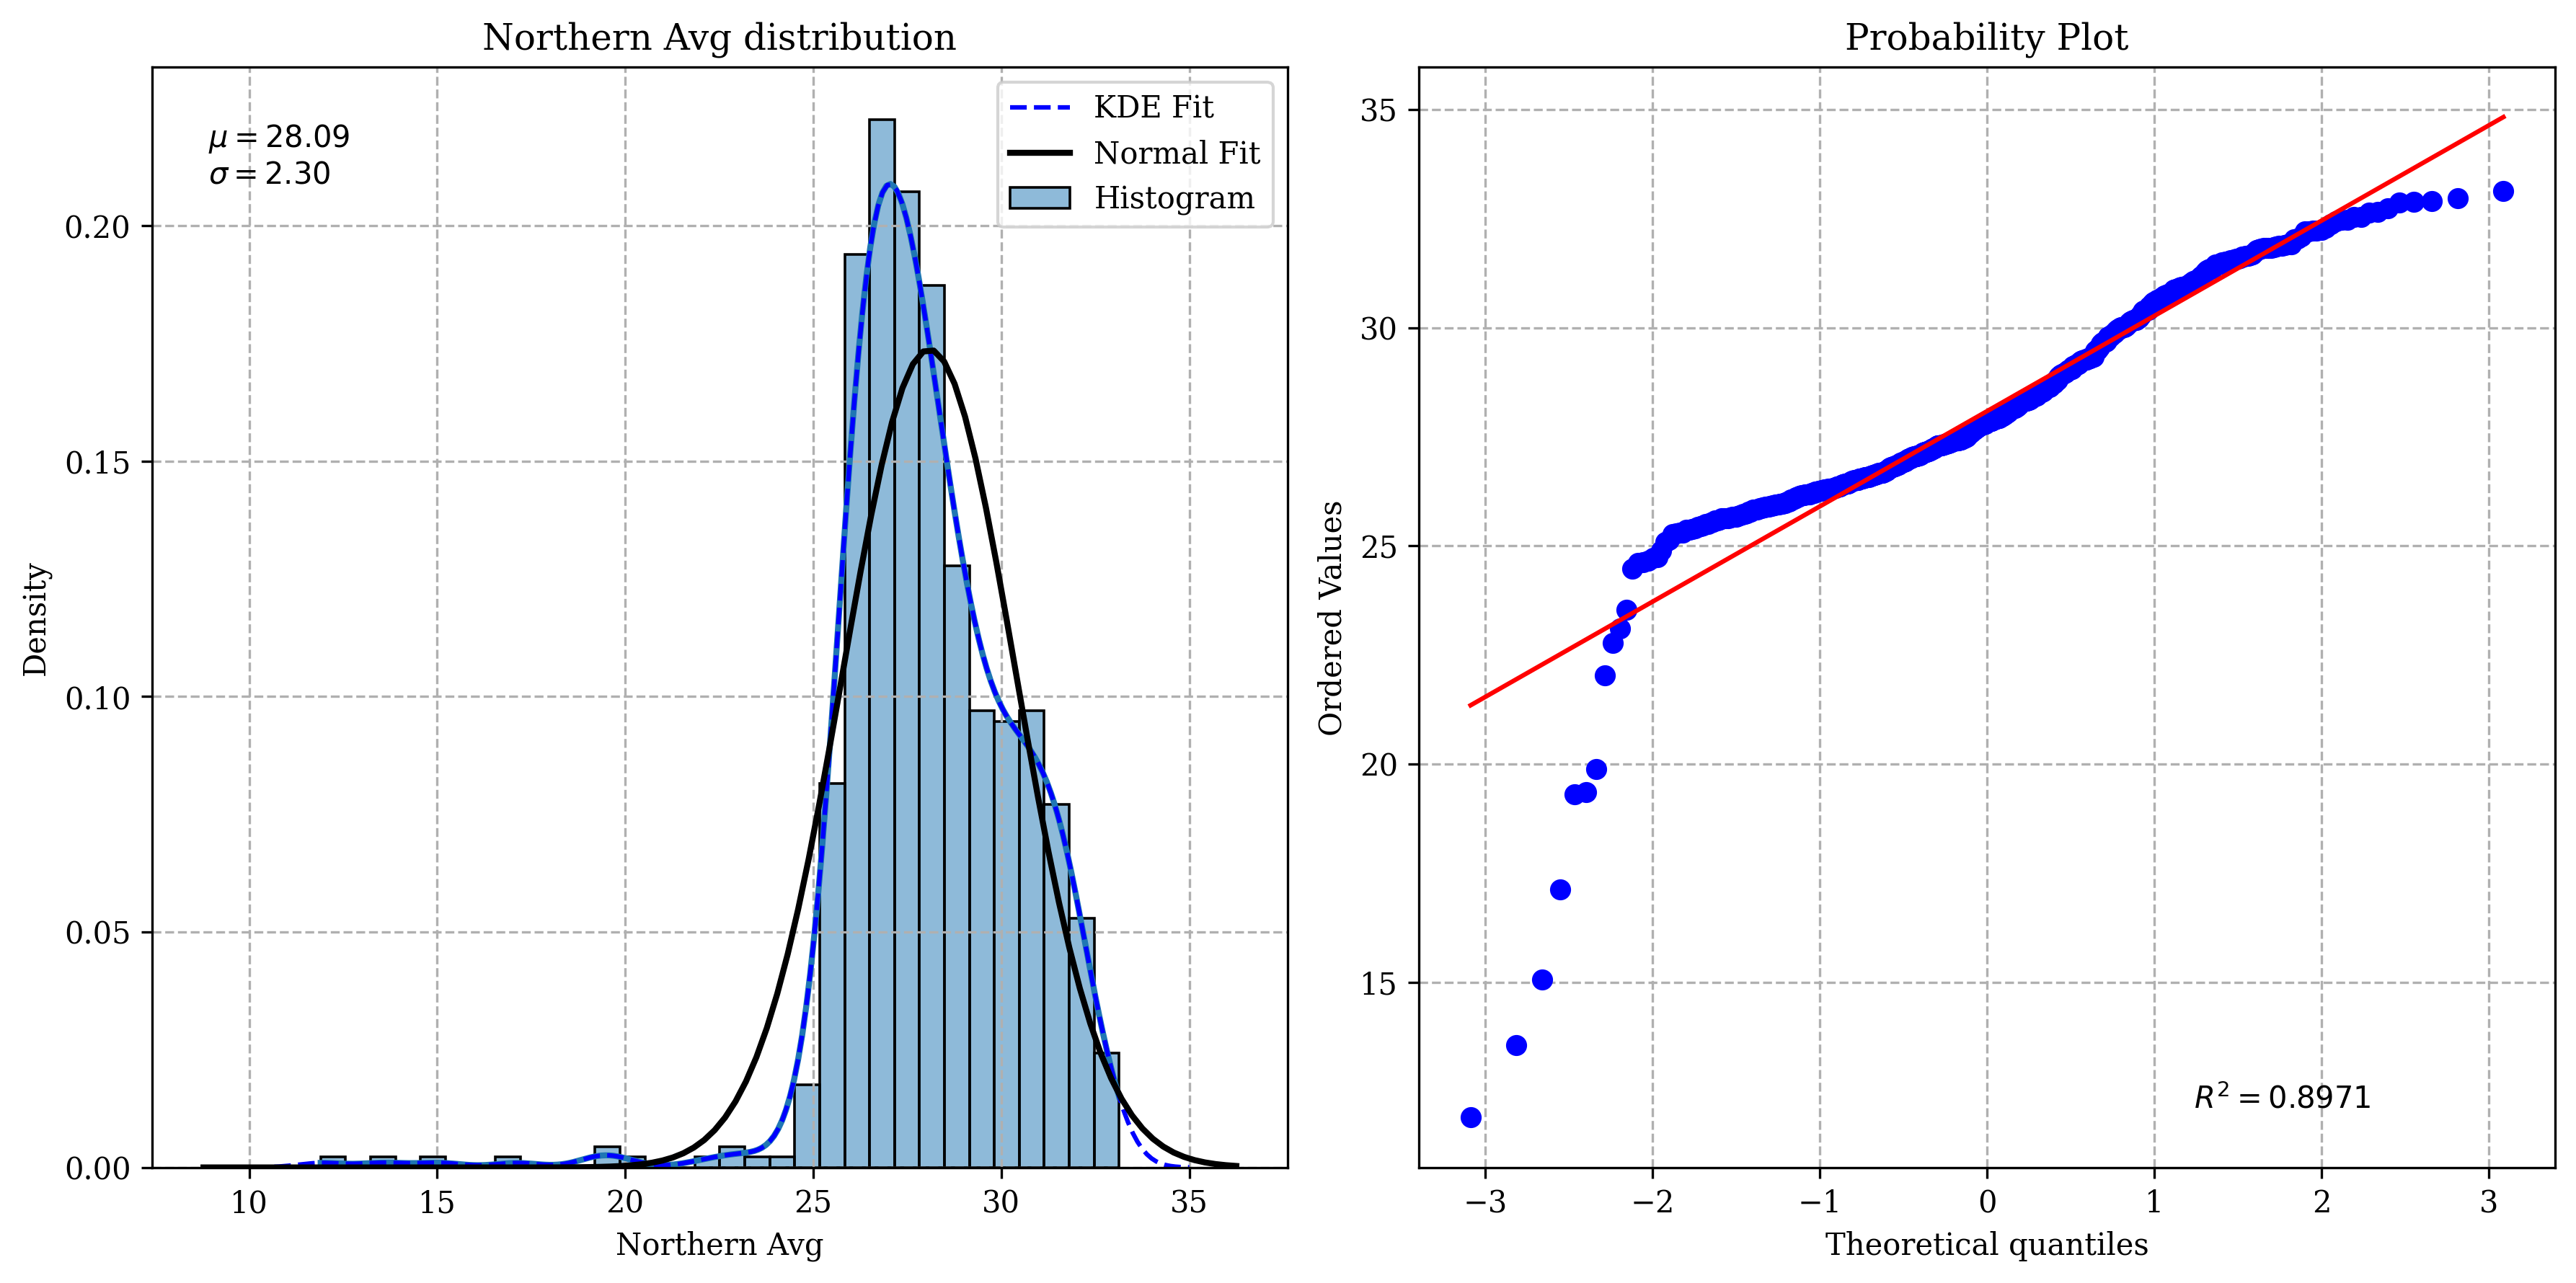 Northern Avg distribution
μ = 28.09
σ = 2.30
KDE Fit
Normal Fit
Histogram
Density
0.20
0.15
0.10
0.05
0.00
10 15 20 25 30 35
Northern Avg
Probability Plot
Ordered Values
35
30
25
20
15
R² = 0.8971
−3 −2 −1 0 1 2 3
Theoretical quantiles